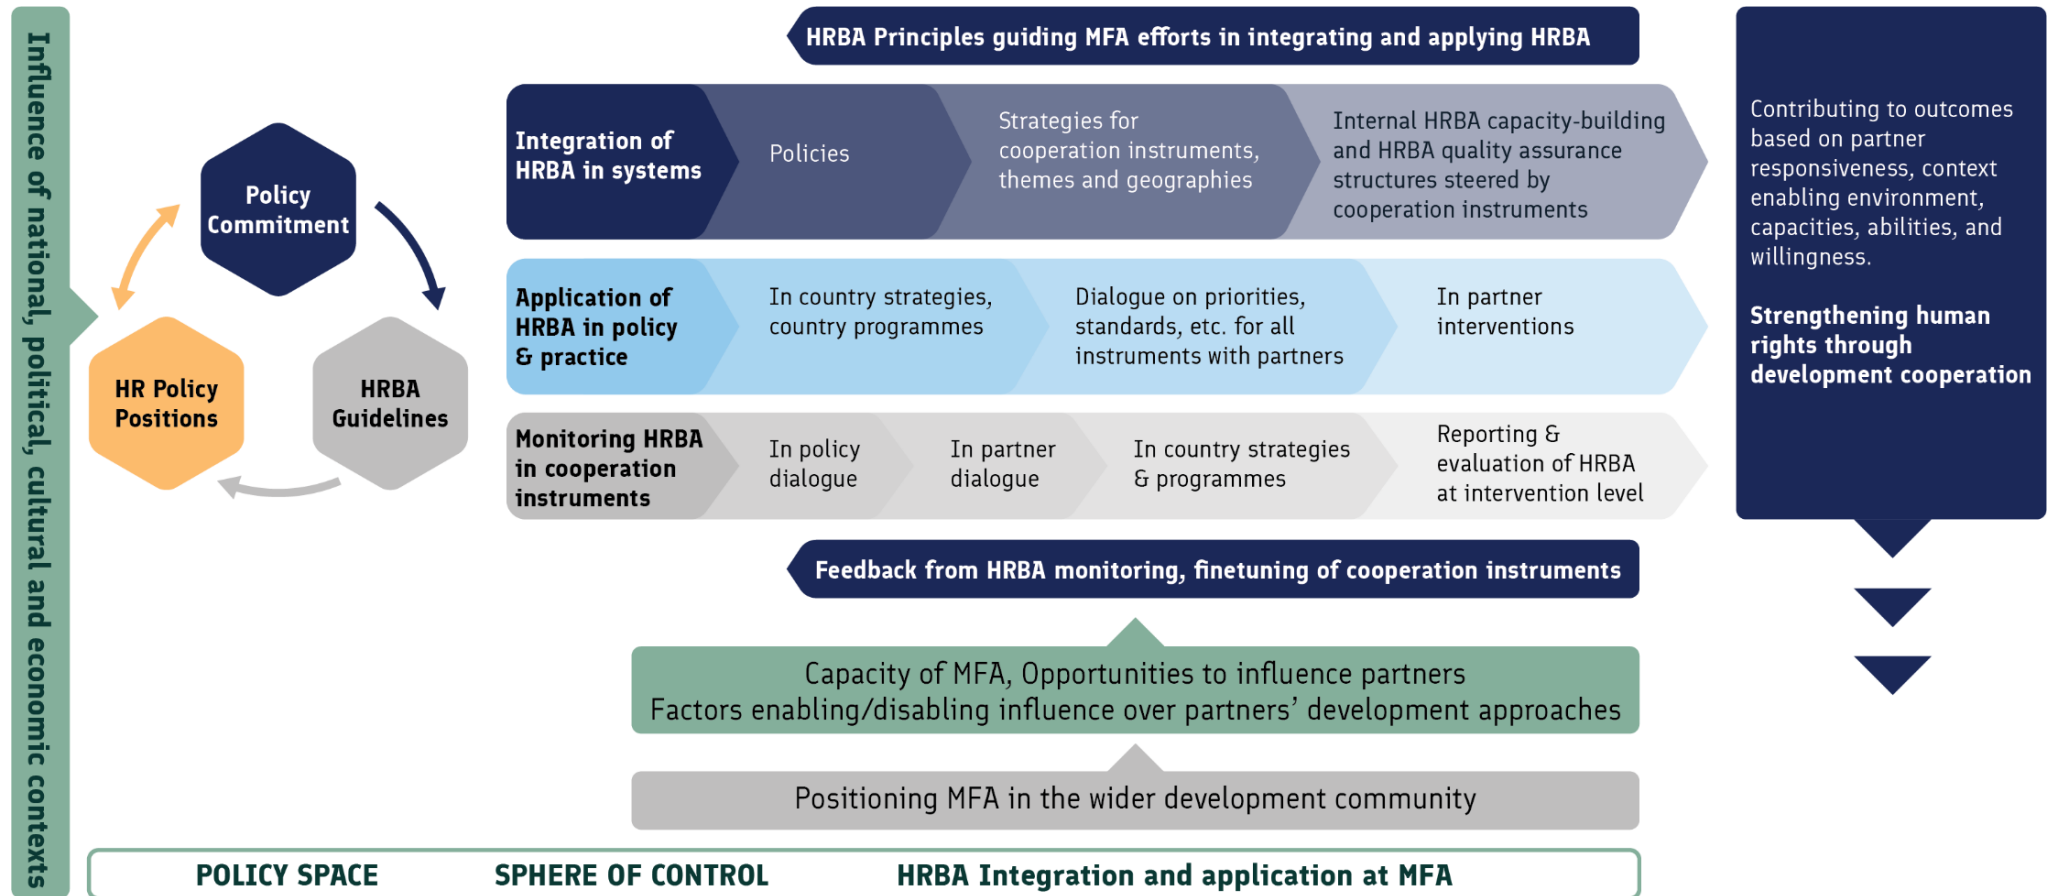 Influence of national, political, cultural and economic contexts
Policy
Commitment
HR Policy
Positions
HRBA
Guidelines
HRBA Principles guiding MFA efforts in integrating and applying HRBA
Integration of
HRBA in systems
Policies
Strategies for
cooperation instruments,
themes and geographies
Internal HRBA capacity-building
and HRBA quality assurance
structures steered by
cooperation instruments
Application of
HRBA in policy
& practice
In country strategies,
country programmes
Dialogue on priorities,
standards, etc. for all
instruments with partners
In partner
interventions
Monitoring HRBA
in cooperation
instruments
In policy
dialogue
In partner
dialogue
In country strategies
& programmes
Reporting &
evaluation of HRBA
at intervention level
Feedback from HRBA monitoring, finetuning of cooperation instruments
Capacity of MFA, Opportunities to influence partners
Factors enabling/disabling influence over partners’ development approaches
Positioning MFA in the wider development community
Contributing to outcomes
based on partner
responsiveness, context
enabling environment,
capacities, abilities, and
willingness.
Strengthening human
rights through
development cooperation
POLICY SPACE
SPHERE OF CONTROL
HRBA Integration and application at MFA